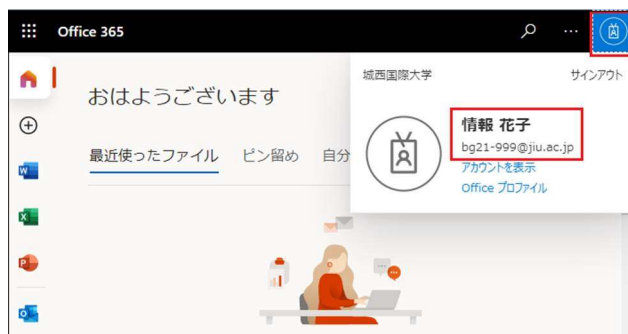 Office 365
城西国際大学 サインアウト
おはようござい ます
情報 花子
bg21-999@jiu.ac.jp
アカウントを表示
Office プロファイル
最近使ったファイル ピン留め 自分